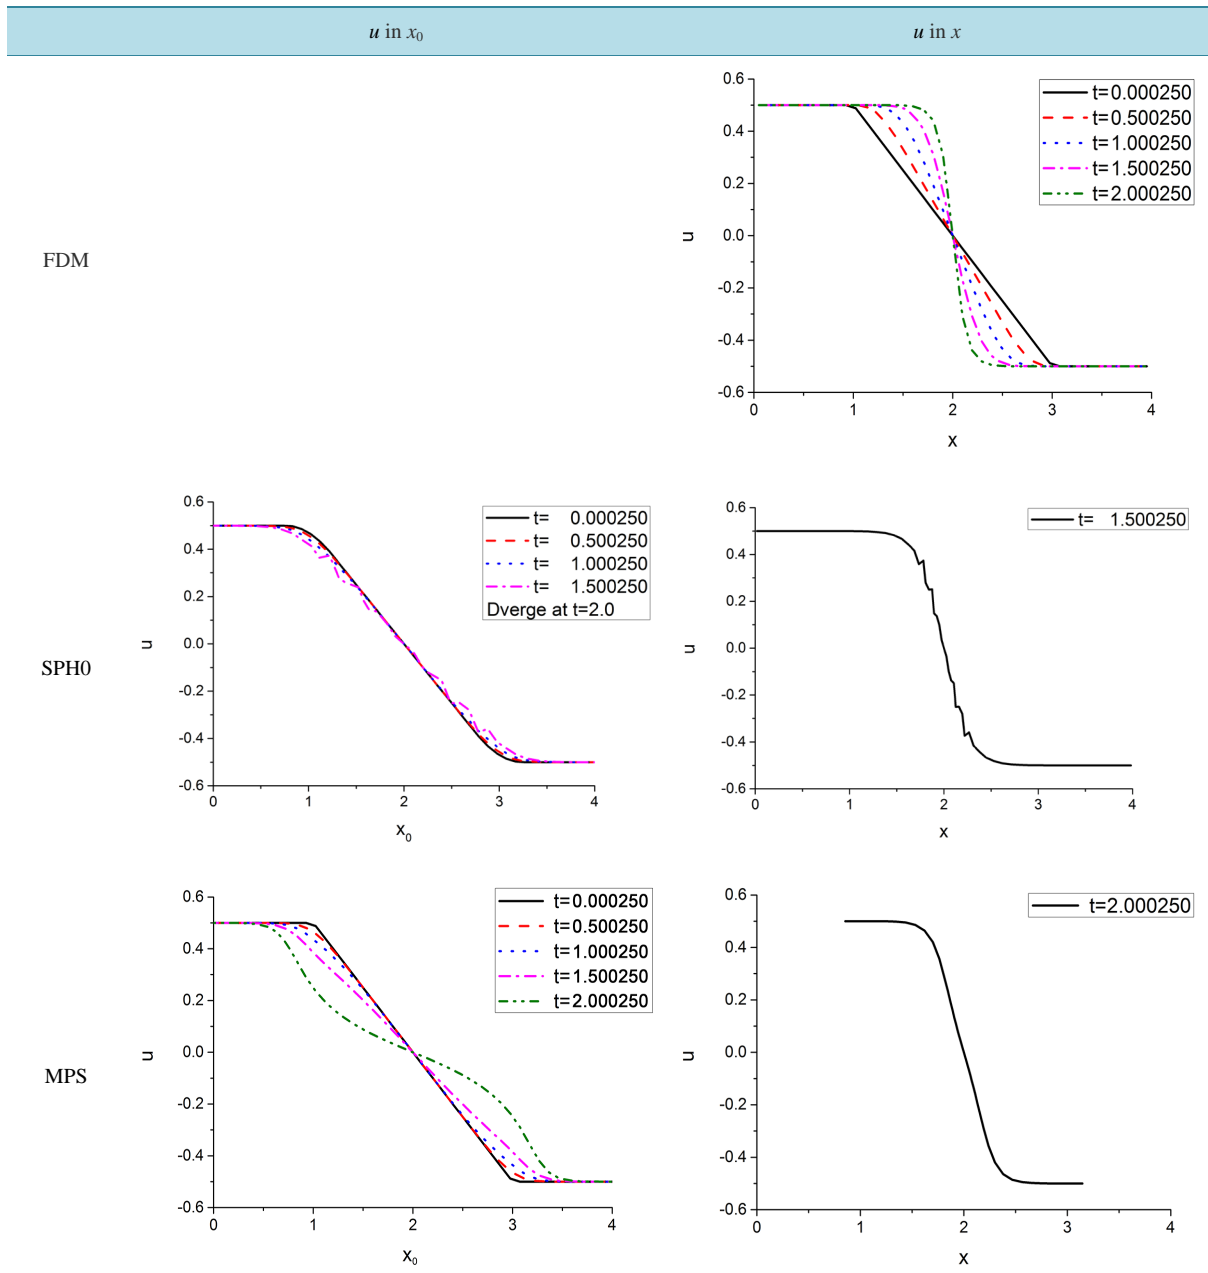 u in x₀
u in x
FDM
0.6
0.4
0.2
0.0
-0.2
-0.4
-0.6
0
1
2
3
4
u
x
t=0.000250
t=0.500250
t=1.000250
t=1.500250
t=2.000250
SPH0
0.6
0.4
0.2
0.0
-0.2
-0.4
-0.6
0
1
2
3
4
u
x₀
t= 0.000250
t= 0.500250
t= 1.000250
t= 1.500250
Dverge at t=2.0
0.6
0.4
0.2
0.0
-0.2
-0.4
-0.6
0
1
2
3
4
u
x
t= 1.500250
MPS
0.6
0.4
0.2
0.0
-0.2
-0.4
-0.6
0
1
2
3
4
u
x₀
t=0.000250
t=0.500250
t=1.000250
t=1.500250
t=2.000250
0.6
0.4
0.2
0.0
-0.2
-0.4
-0.6
0
1
2
3
4
u
x
t=2.000250